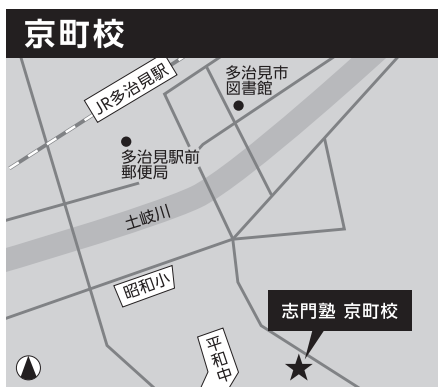 京町校
JR多治見駅
多治見市
図書館
多治見駅前
郵便局
土岐川
昭和小
志門塾 京町校
平和中